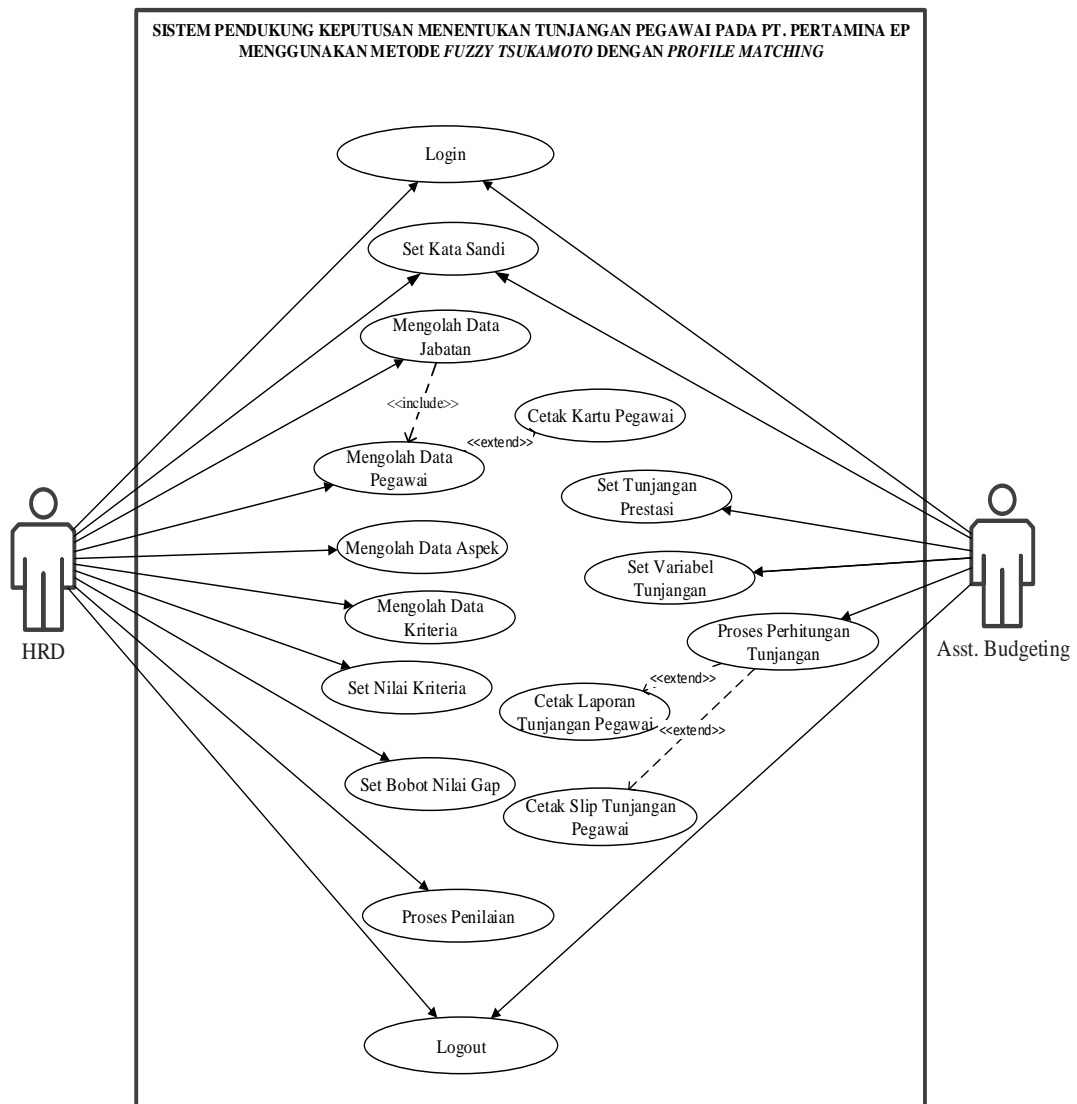 SISTEM PENDUKUNG KEPUTUSAN MENENTUKAN TUNJANGAN PEGAWAI PADA PT. PERTAMINA EP
MENGGUNAKAN METODE FUZZY TSUKAMOTO DENGAN PROFILE MATCHING
Login
Set Kata Sandi
Mengolah Data
Jabatan
<<include>>
Cetak Kartu Pegawai
<<extend>>
Mengolah Data
Pegawai
Set Tunjangan
Prestasi
Mengolah Data Aspek
Set Variabel
Tunjangan
Mengolah Data
Kriteria
Proses Perhitungan
Tunjangan
HRD
Asst. Budgeting
Set Nilai Kriteria
<<extend>>
Cetak Laporan
Tunjangan Pegawai
<<extend>>
Set Bobot Nilai Gap
Cetak Slip Tunjangan
Pegawai
Proses Penilaian
Logout